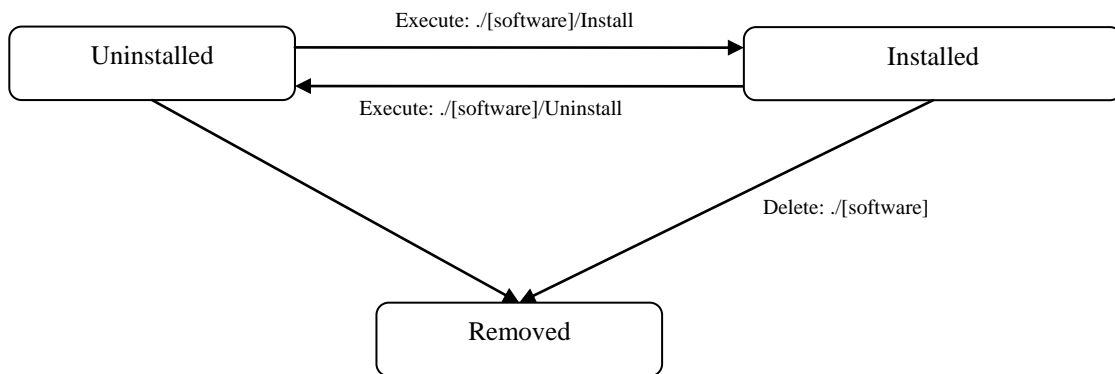 Execute: ./[software]/Install
Uninstalled
Installed
Execute: ./[software]/Uninstall
Delete: ./[software]
Removed